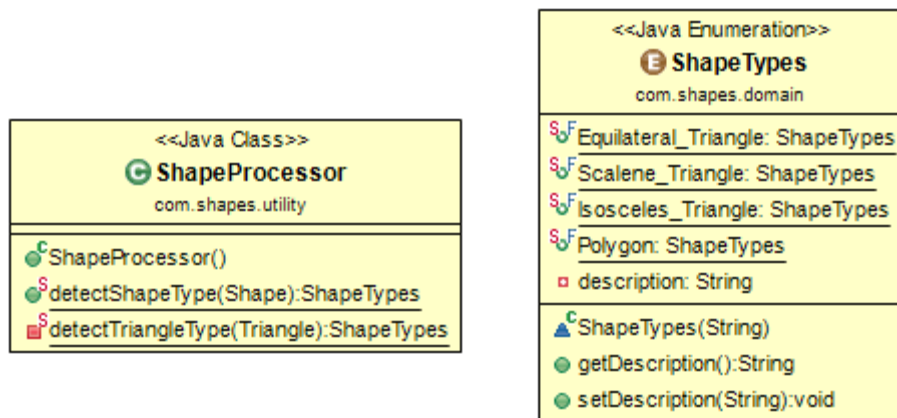 <<Java Class>>
C ShapeProcessor
com.shapes.utility
C ShapeProcessor()
S detectShapeType(Shape):ShapeTypes
S detectTriangleType(Triangle):ShapeTypes
<<Java Enumeration>>
E ShapeTypes
com.shapes.domain
S F Equilateral_Triangle: ShapeTypes
S F Scalene_Triangle: ShapeTypes
S F Isosceles_Triangle: ShapeTypes
S F Polygon: ShapeTypes
description: String
C ShapeTypes(String)
getDescription():String
setDescription(String):void